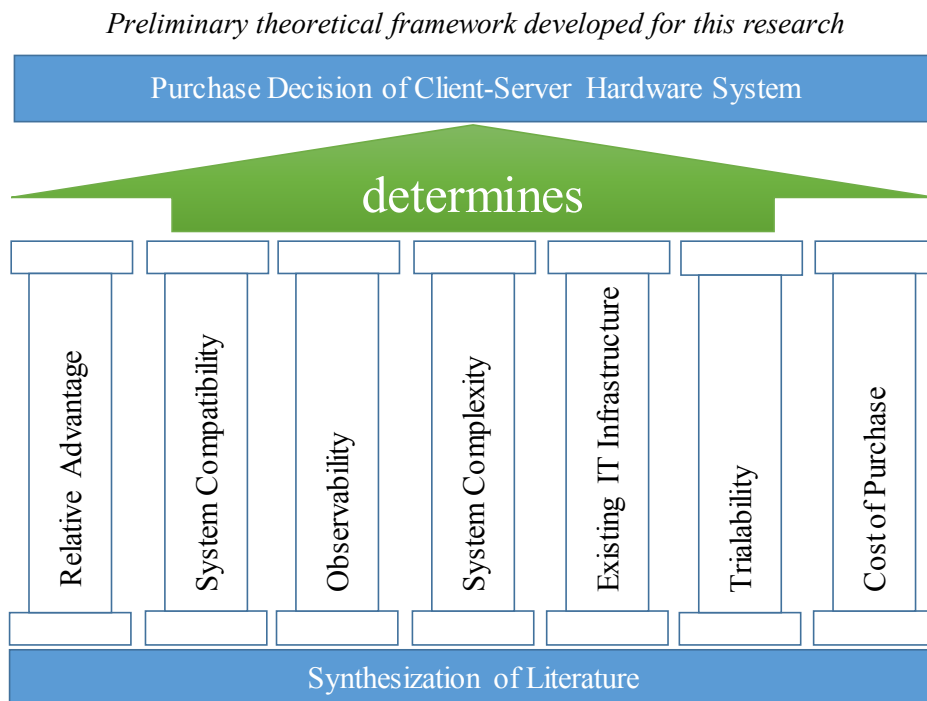 Preliminary theoretical framework developed for this research
Purchase Decision of Client-Server Hardware System
determines
Relative Advantage
System Compatibility
Observability
System Complexity
Existing IT Infrastructure
Trialability
Cost of Purchase
Synthesization of Literature